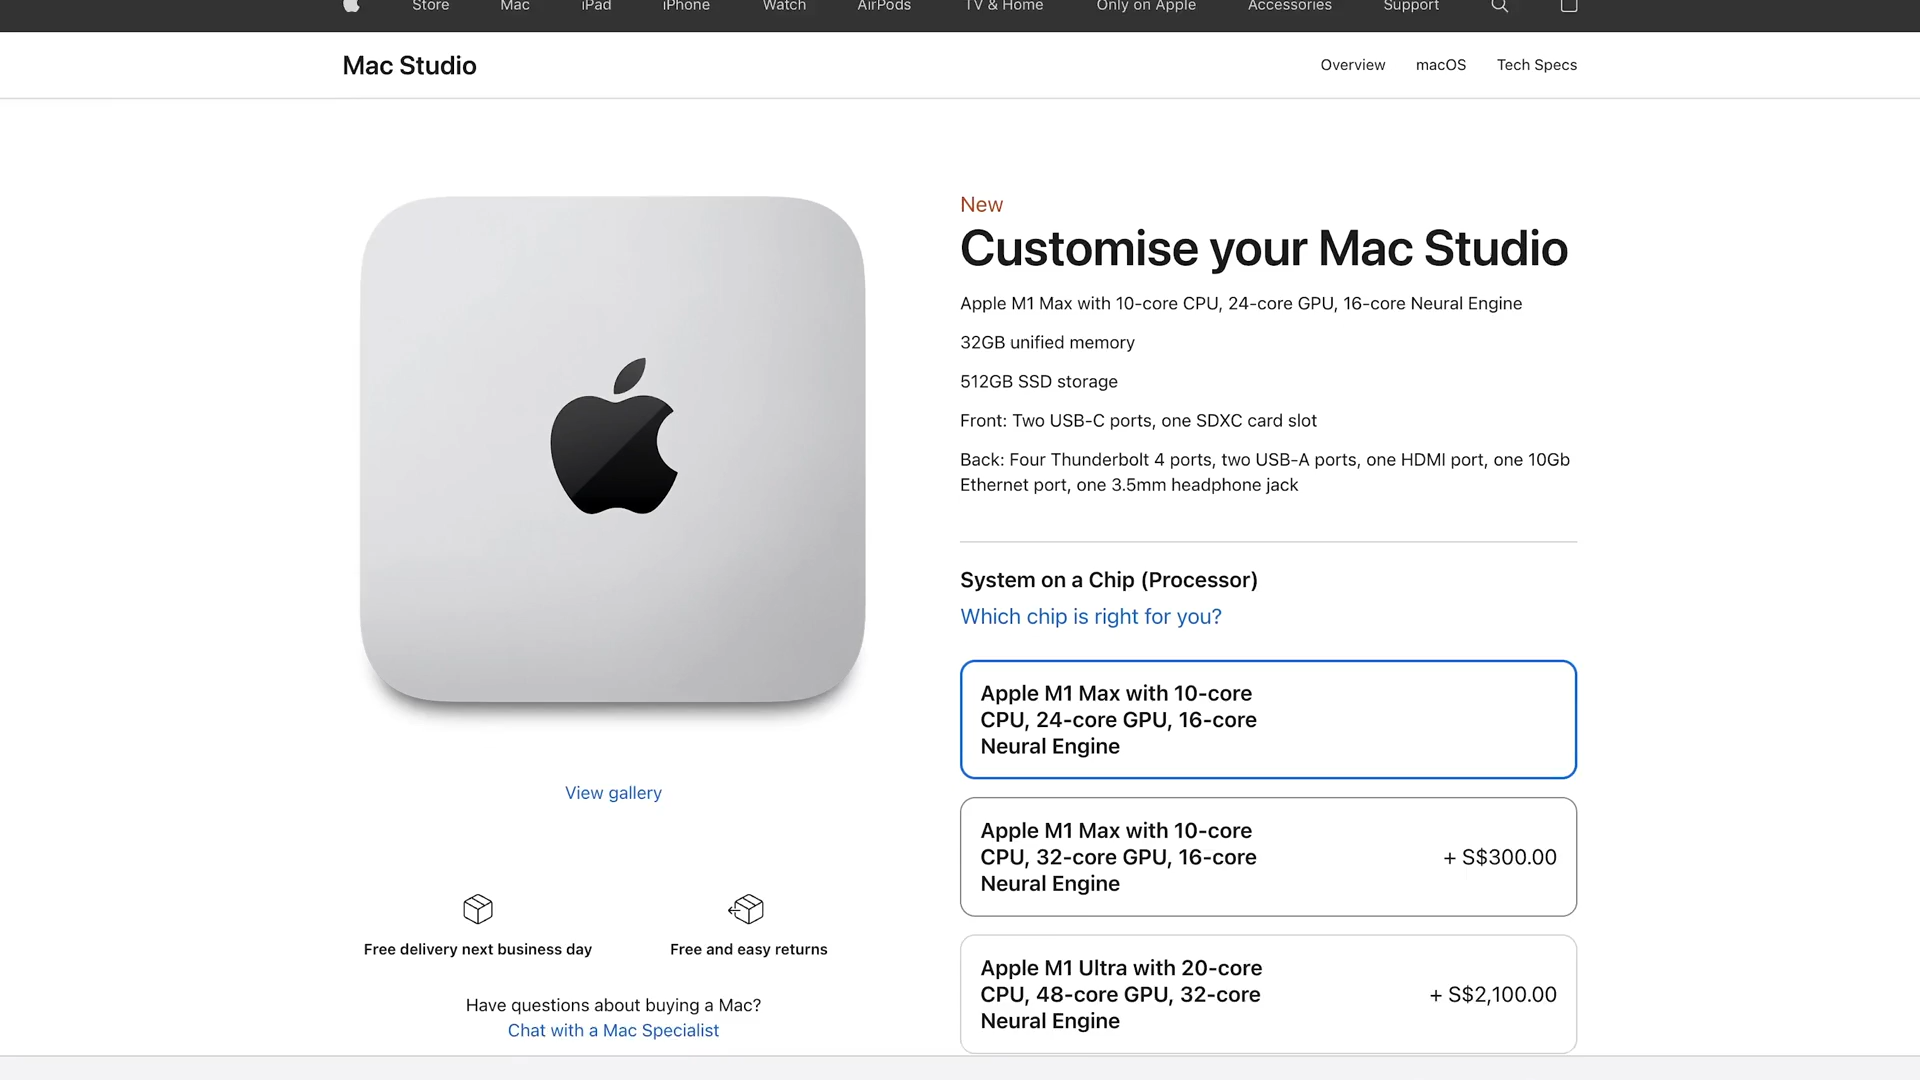 Store Mac iPad iPhone Watch AirPods TV & Home Only on Apple Accessories Support
Mac Studio
Overview macOS Tech Specs
New
Customise your Mac Studio
Apple M1 Max with 10-core CPU, 24-core GPU, 16-core Neural Engine
32GB unified memory
512GB SSD storage
Front: Two USB-C ports, one SDXC card slot
Back: Four Thunderbolt 4 ports, two USB-A ports, one HDMI port, one 10Gb
Ethernet port, one 3.5mm headphone jack
System on a Chip (Processor)
Which chip is right for you?
Apple M1 Max with 10-core
CPU, 24-core GPU, 16-core
Neural Engine
Apple M1 Max with 10-core
CPU, 32-core GPU, 16-core
Neural Engine
+ S$300.00
Apple M1 Ultra with 20-core
CPU, 48-core GPU, 32-core
Neural Engine
+ S$2,100.00
View gallery
Free delivery next business day
Free and easy returns
Have questions about buying a Mac?
Chat with a Mac Specialist